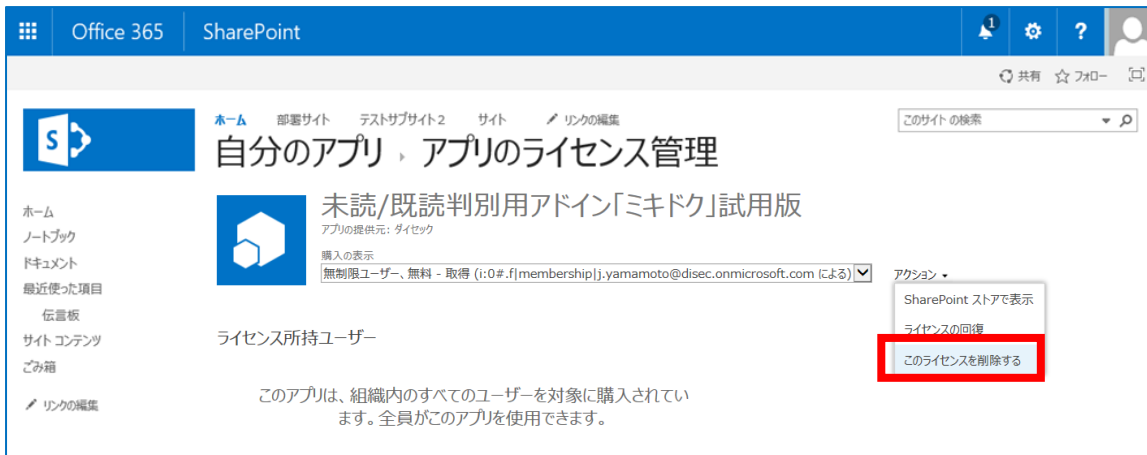 Office 365 SharePoint 1 ?
共有 フォロー
S
ホーム 部署サイト テストサブサイト2 サイト リンクの編集
このサイト の検索
自分のアプリ アプリのライセンス管理
未読/既読判別用アドイン「ミキドク」試用版
アプリの提供元: ダイセック
購入の表示
無制限ユーザー、無料 - 取得 (i:0#.f|membership|j.yamamoto@disec.onmicrosoft.com による)
アクション
SharePoint ストアで表示
ライセンスの回復
このライセンスを削除する
ホーム
ノートブック
ドキュメント
最近使った項目
伝言板
サイト コンテンツ
ごみ箱
リンクの編集
ライセンス所持ユーザー
このアプリは、組織内のすべてのユーザーを対象に購入されてい
ます。全員がこのアプリを使用できます。